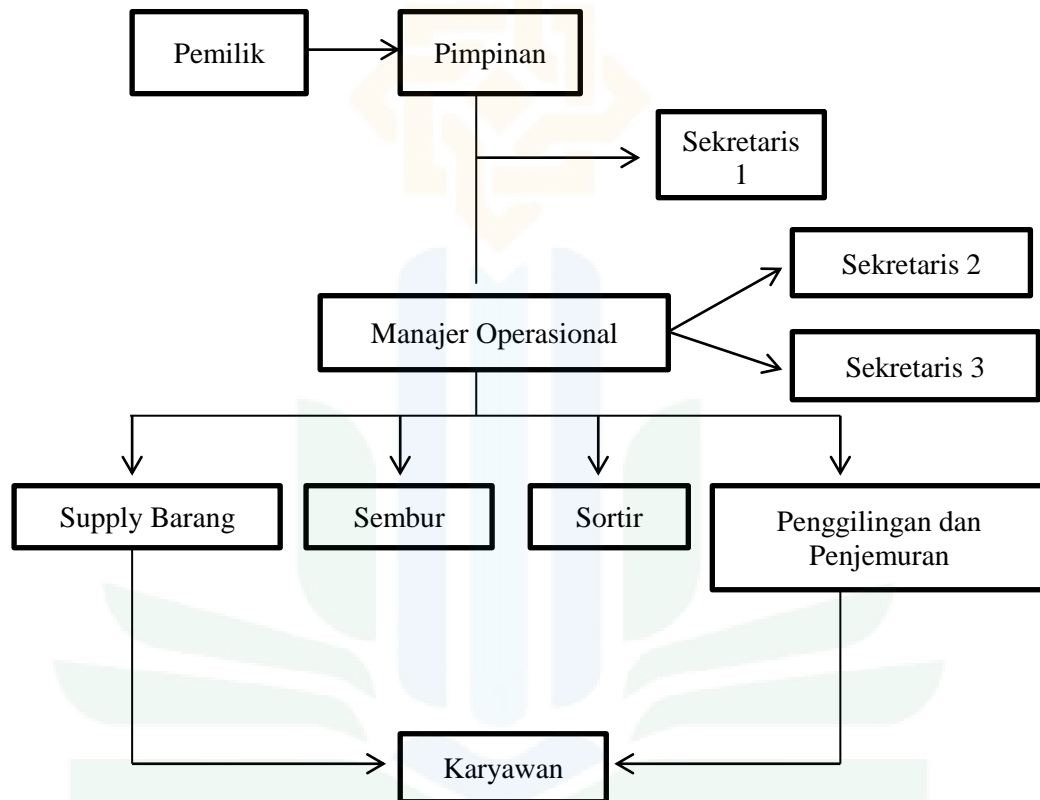 Pemilik
Pimpinan
Sekretaris
1
Sekretaris 2
Manajer Operasional
Sekretaris 3
Supply Barang
Sembur
Sortir
Penggilingan dan
Penjemuran
Karyawan